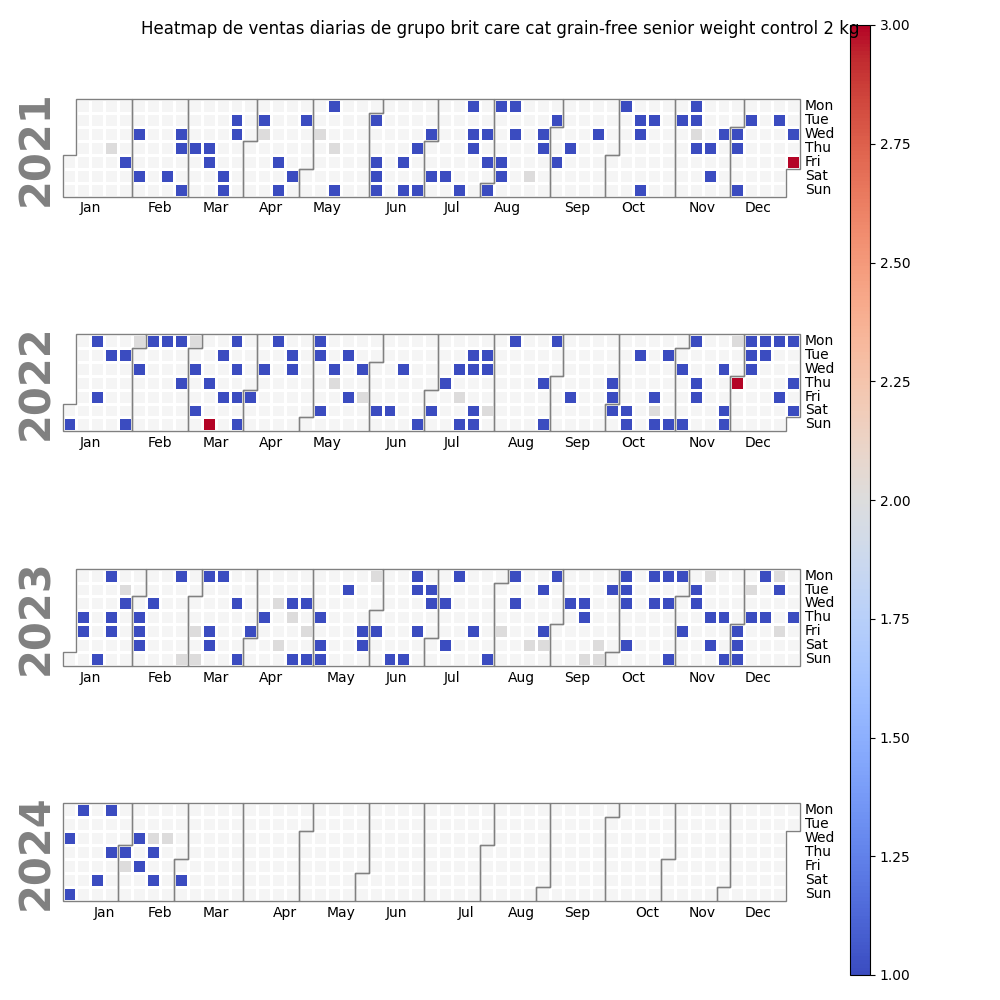 Heatmap de ventas diarias de grupo brit care cat grain-free senior weight control 2 kg
2021
Mon
Tue
Wed
Thu
Fri
Sat
Sun
Jan Feb Mar Apr May Jun Jul Aug Sep Oct Nov Dec
2022
Mon
Tue
Wed
Thu
Fri
Sat
Sun
Jan Feb Mar Apr May Jun Jul Aug Sep Oct Nov Dec
2023
Mon
Tue
Wed
Thu
Fri
Sat
Sun
Jan Feb Mar Apr May Jun Jul Aug Sep Oct Nov Dec
2024
Mon
Tue
Wed
Thu
Fri
Sat
Sun
Jan Feb Mar Apr May Jun Jul Aug Sep Oct Nov Dec
3.00
2.75
2.50
2.25
2.00
1.75
1.50
1.25
1.00